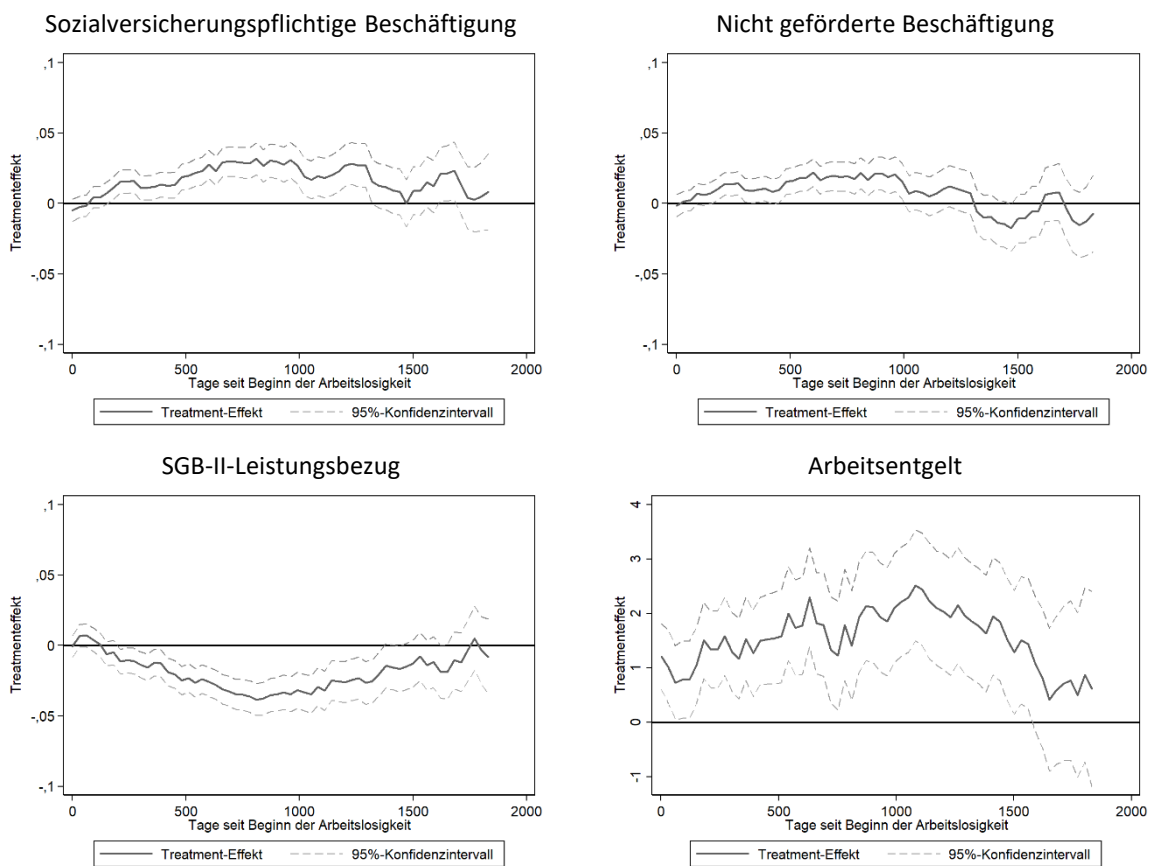 Sozialversicherungspflichtige Beschäftigung
,1
,05
0
-,05
-,1
Treatmenteffekt
0 500 1000 1500 2000
Tage seit Beginn der Arbeitslosigkeit
Treatment-Effekt 95%-Konfidenzintervall
Nicht geförderte Beschäftigung
,1
,05
0
-,05
-,1
Treatmenteffekt
0 500 1000 1500 2000
Tage seit Beginn der Arbeitslosigkeit
Treatment-Effekt 95%-Konfidenzintervall
SGB-II-Leistungsbezug
,1
,05
0
-,05
-,1
Treatmenteffekt
0 500 1000 1500 2000
Tage seit Beginn der Arbeitslosigkeit
Treatment-Effekt 95%-Konfidenzintervall
Arbeitsentgelt
4
3
2
1
0
-1
Treatmenteffekt
0 500 1000 1500 2000
Tage seit Beginn der Arbeitslosigkeit
Treatment-Effekt 95%-Konfidenzintervall